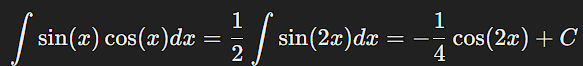 ∫ sin(x) cos(x)dx = 1/2 ∫ sin(2x)dx = −1/4 cos(2x) + C